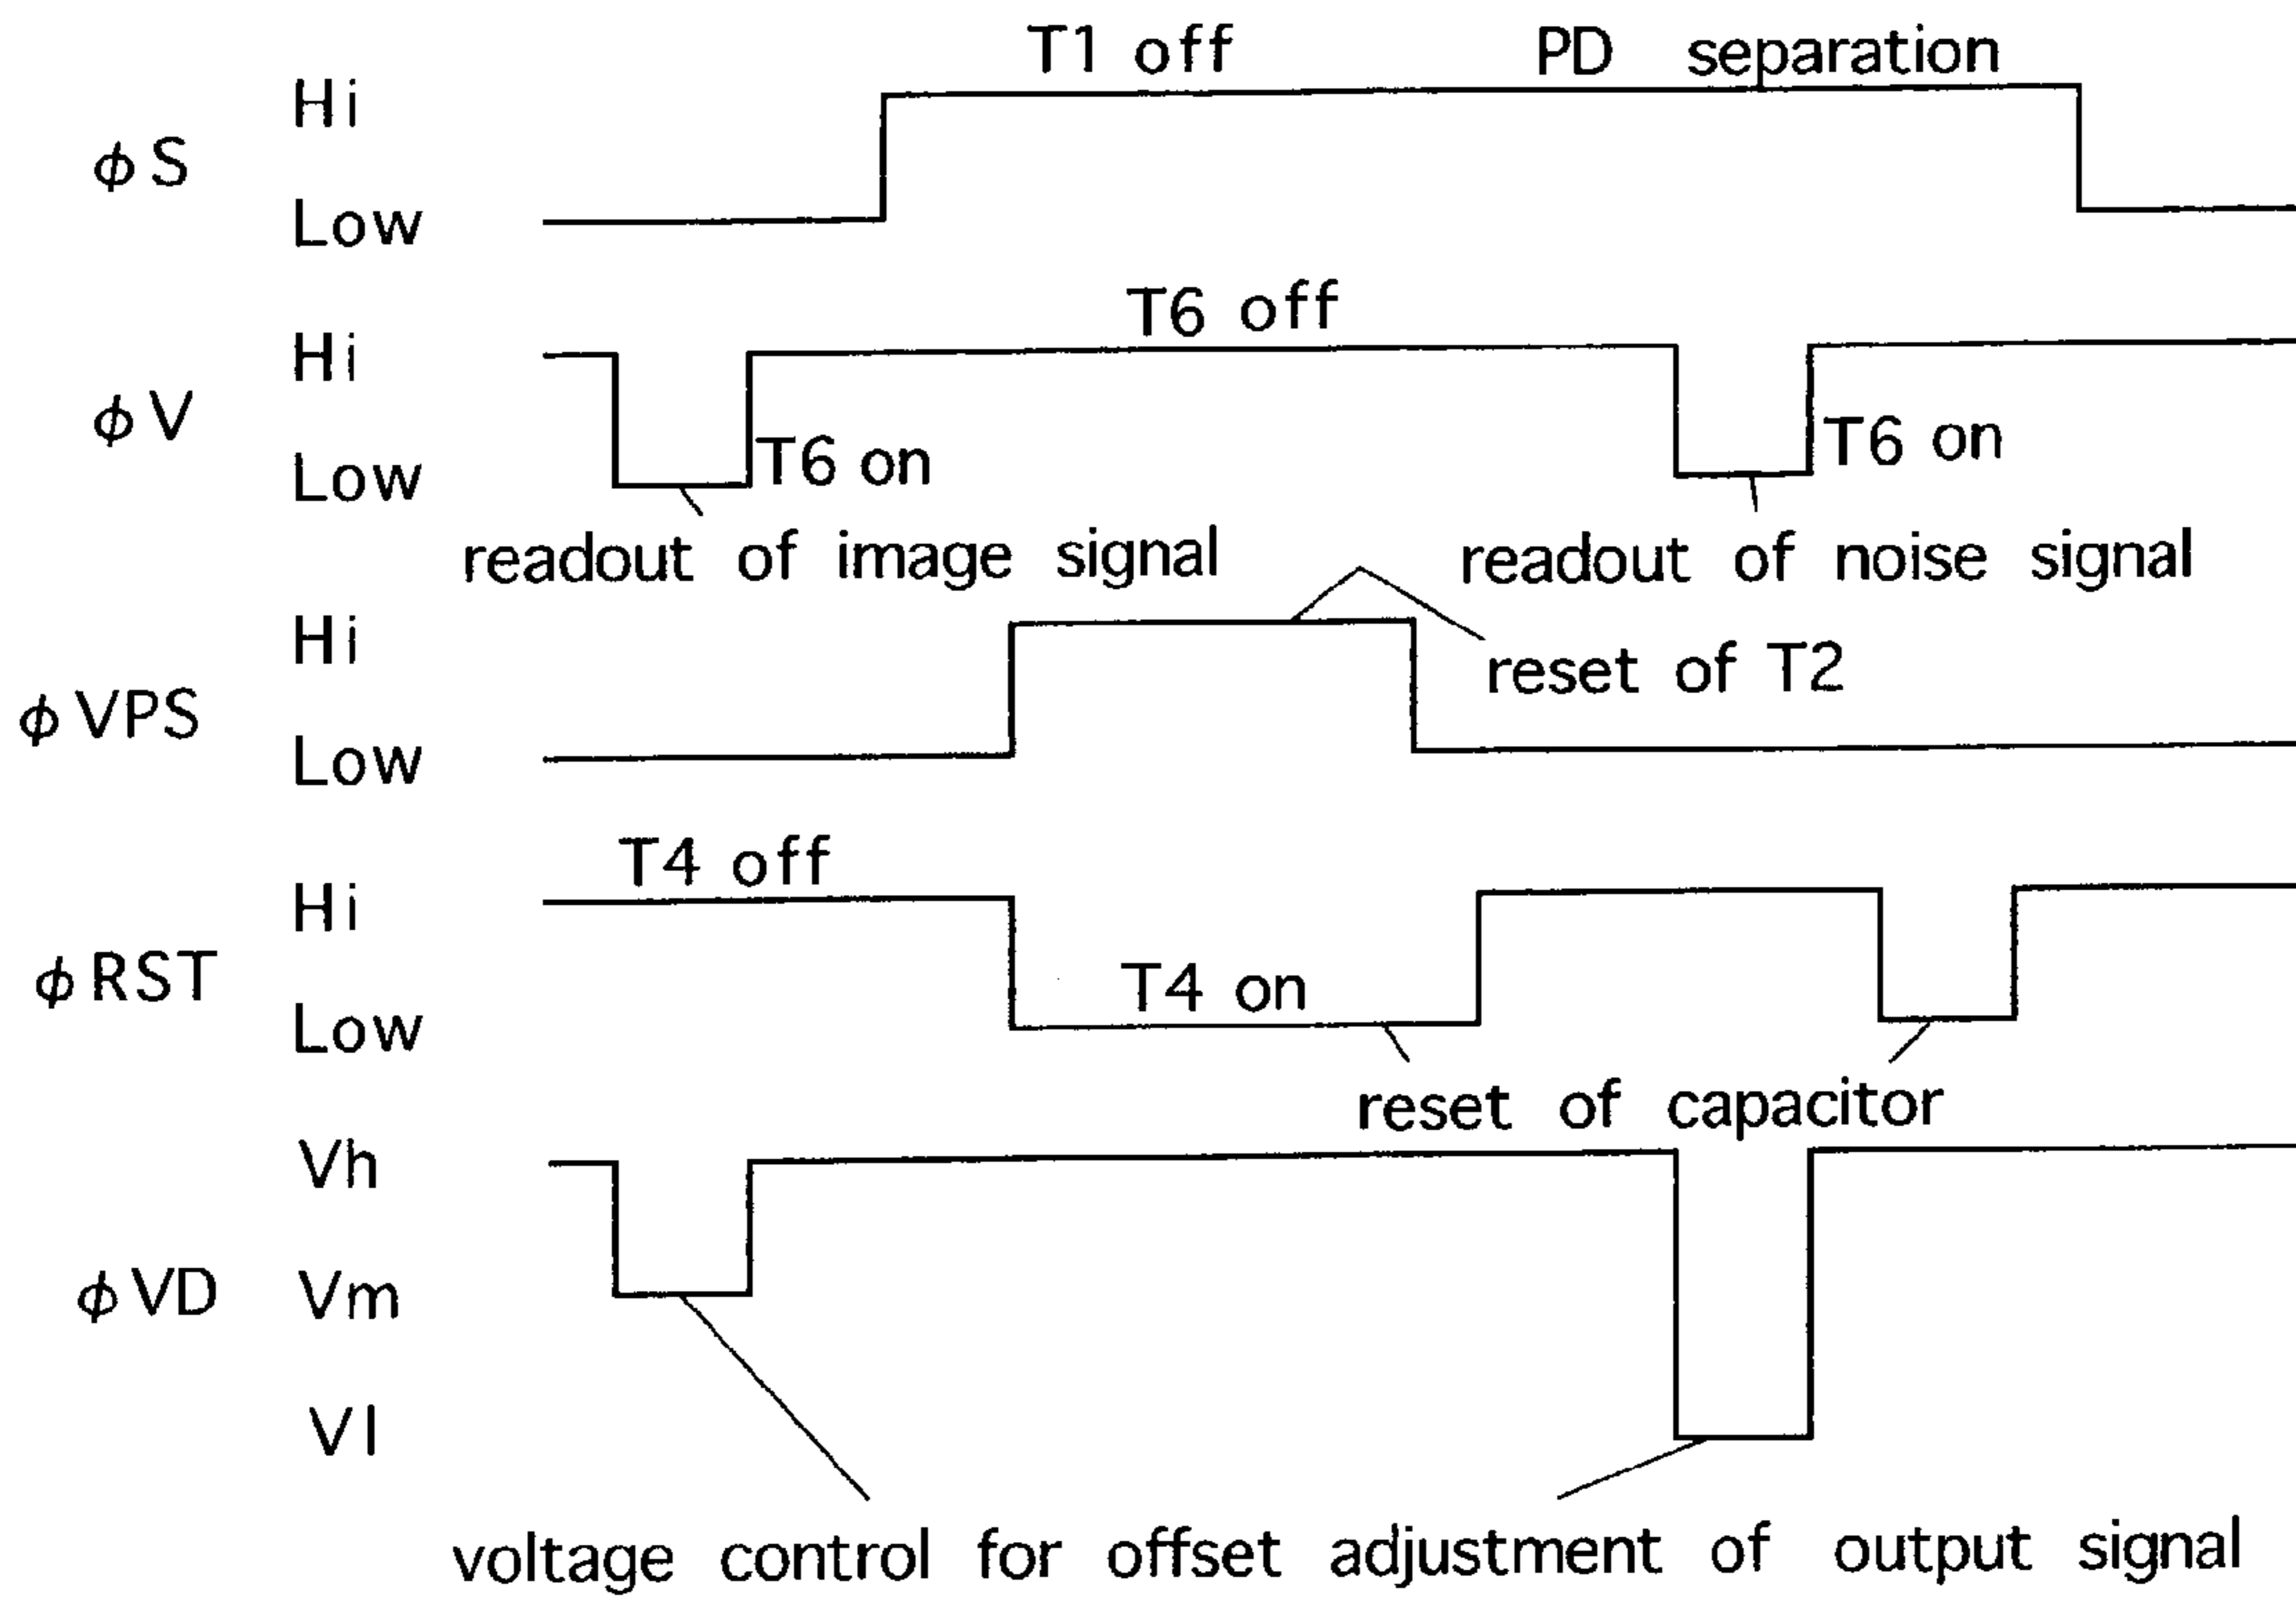 T1 off PD separation
Hi
φS
Low
T6 off
Hi
φV
T6 on T6 on
Low
readout of image signal readout of noise signal
Hi
reset of T2
φVPS
Low
T4 off
Hi
φRST
T4 on
Low
reset of capacitor
Vh
φVD Vm
Vl
voltage control for offset adjustment of output signal